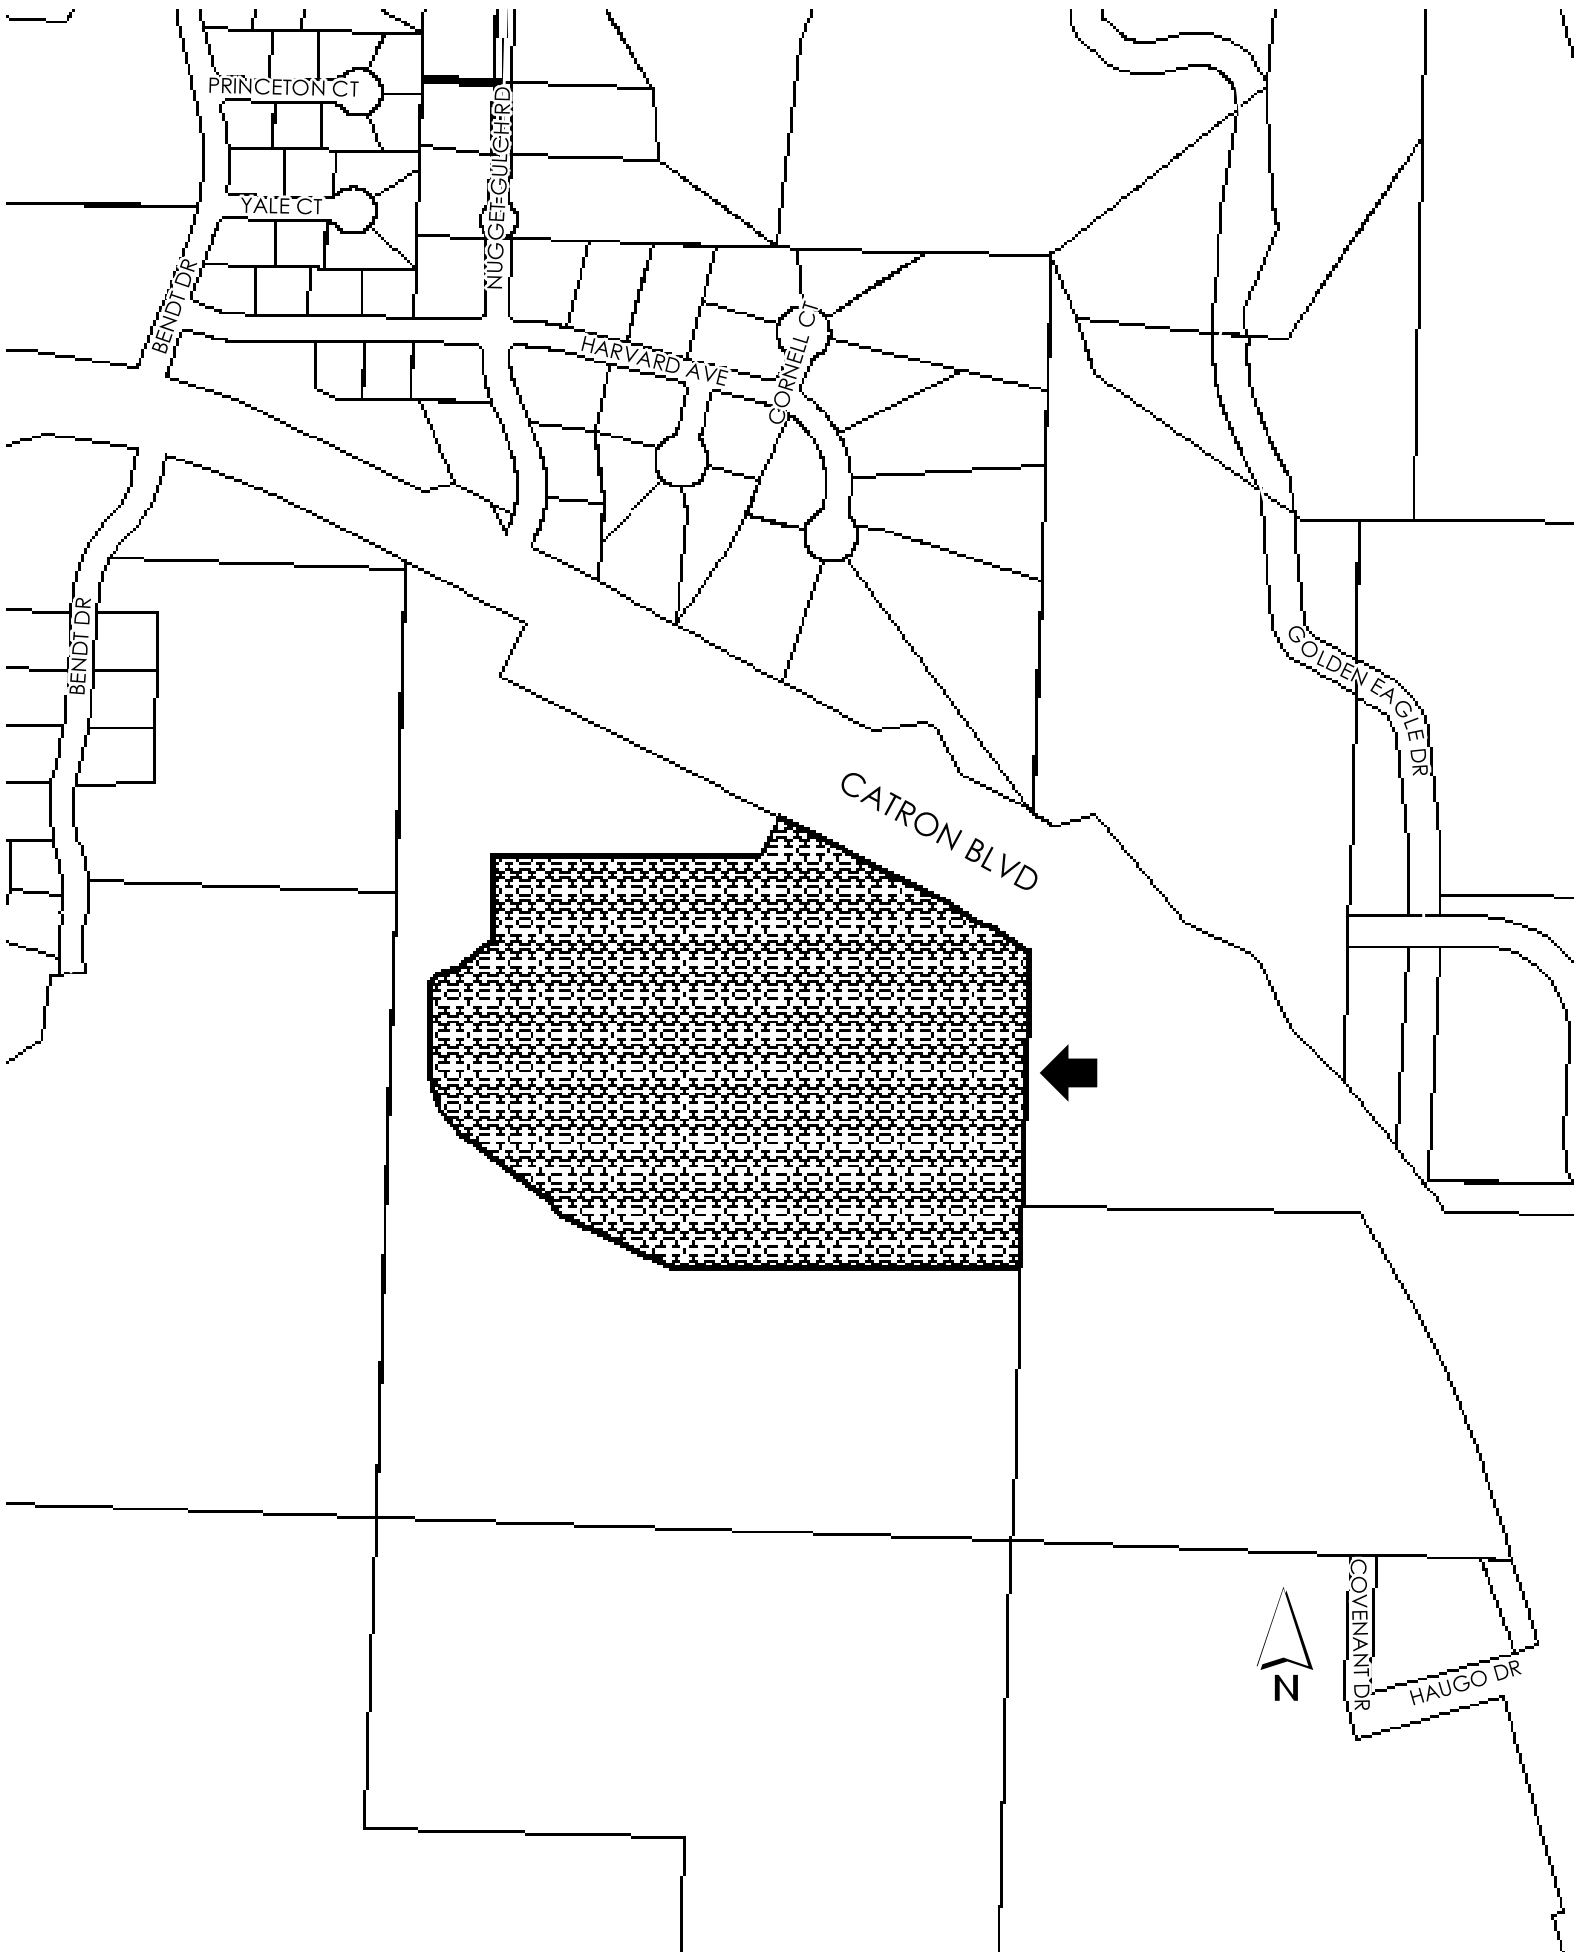 PRINCETON CT
NUGGET GULCH RD
YALE CT
BENDT DR
HARVARD AVE
CORNELL CT
BENDT DR
GOLDEN EAGLE DR
CATRON BLVD
COVENANT DR
HAUGO DR
N